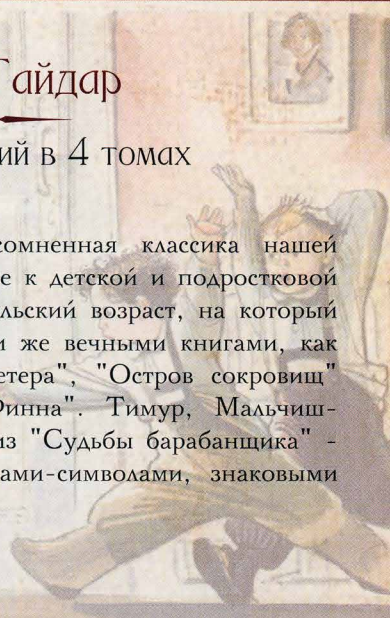 Гайдар
ий в 4 томах
сомненная классика нашей
е к детской и подростковой
льский возраст, на который
и же вечными книгами, как
етера", "Остров сокровищ"
Финна". Тимур, Мальчиш-
из "Судьбы барабанщика" -
ами-символами, знаковыми